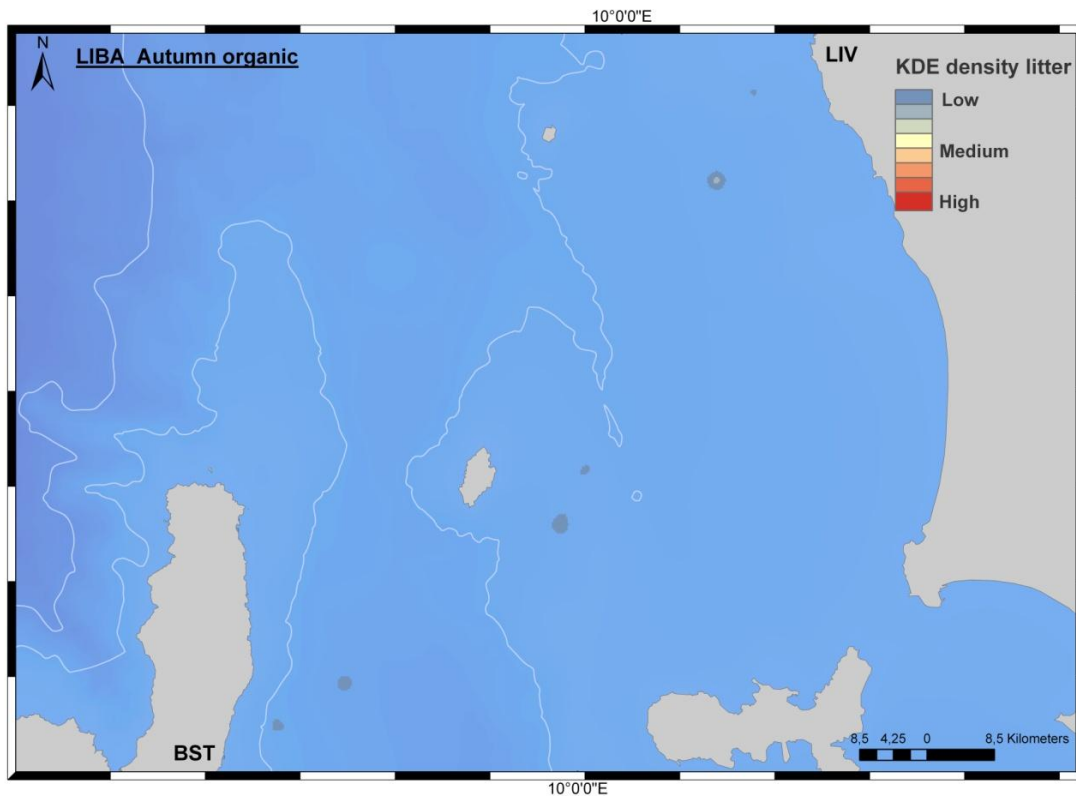 10°0'0"E
N
LIBA Autumn organic
LIV
KDE density litter
Low
Medium
High
BST
8,5 4,25 0 8,5 Kilometers
10°0'0"E